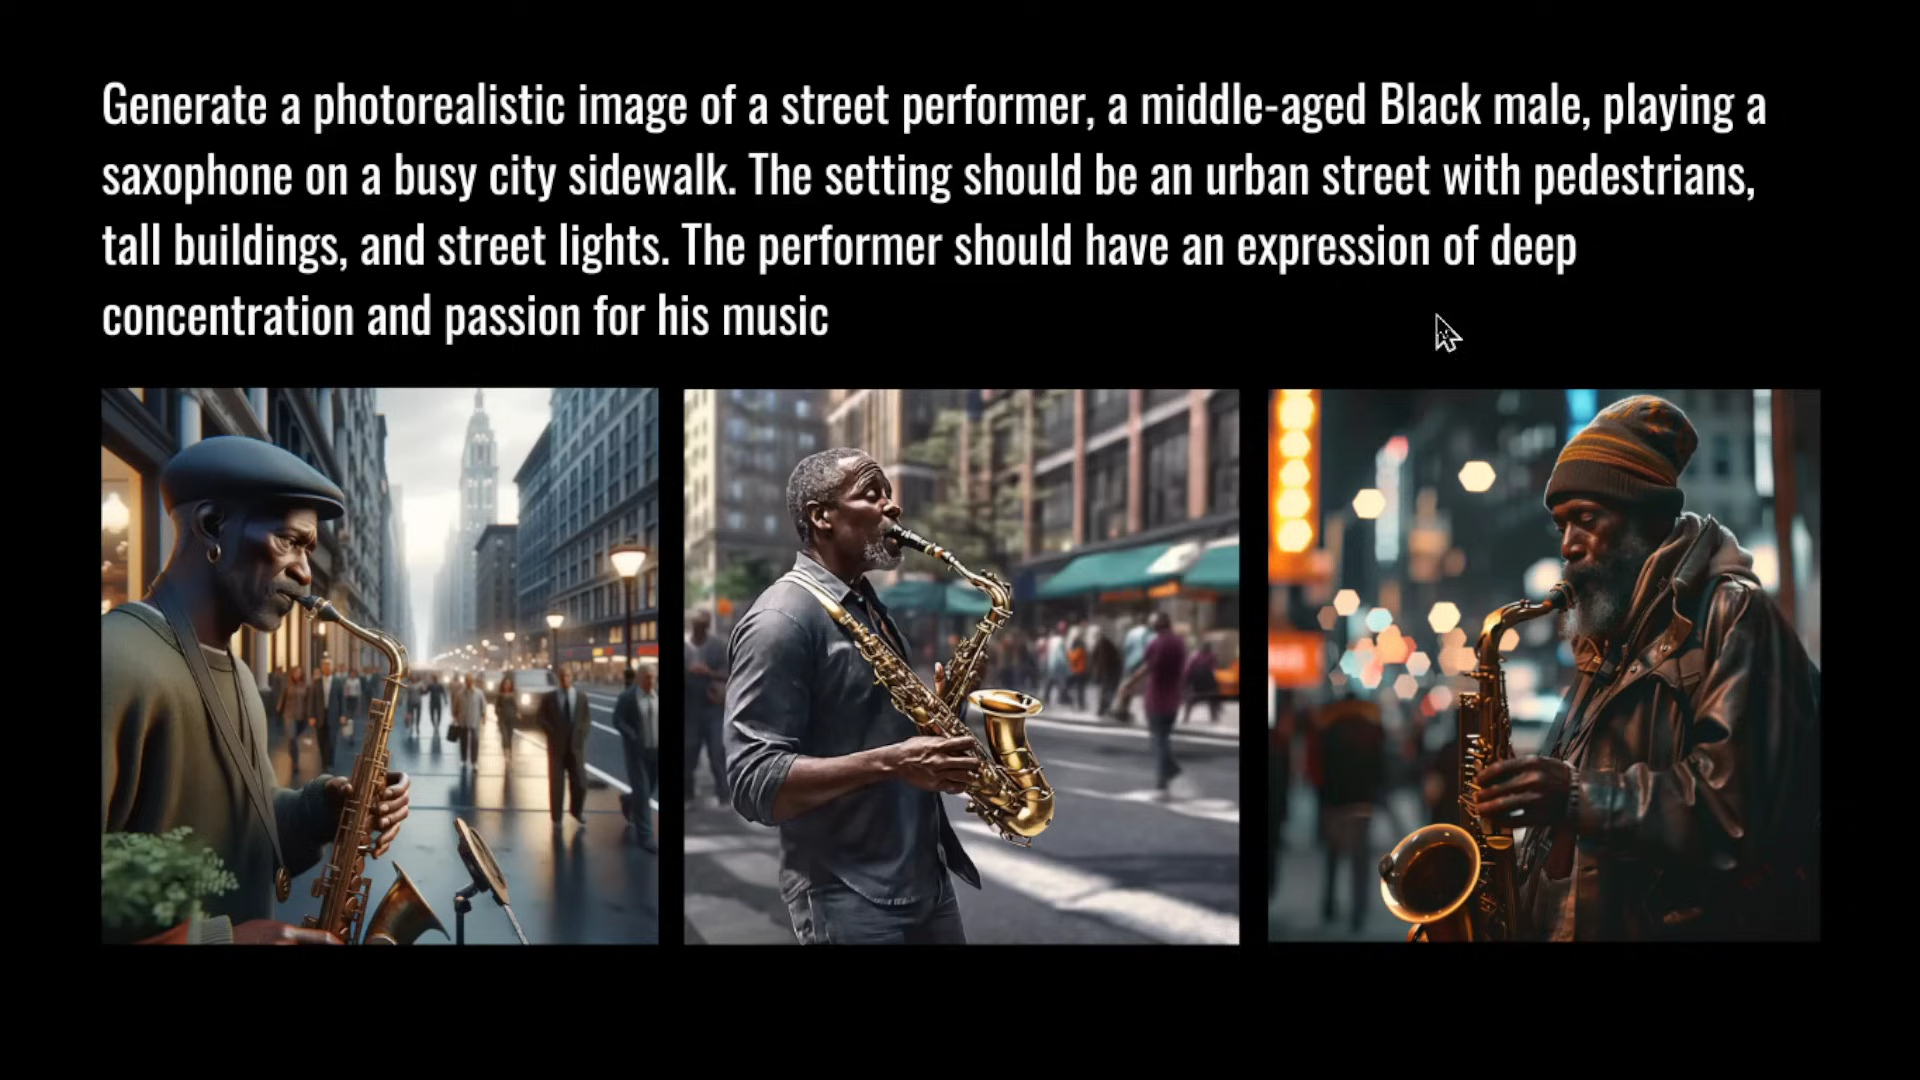 Generate a photorealistic image of a street performer, a middle-aged Black male, playing a
saxophone on a busy city sidewalk. The setting should be an urban street with pedestrians,
tall buildings, and street lights. The performer should have an expression of deep
concentration and passion for his music